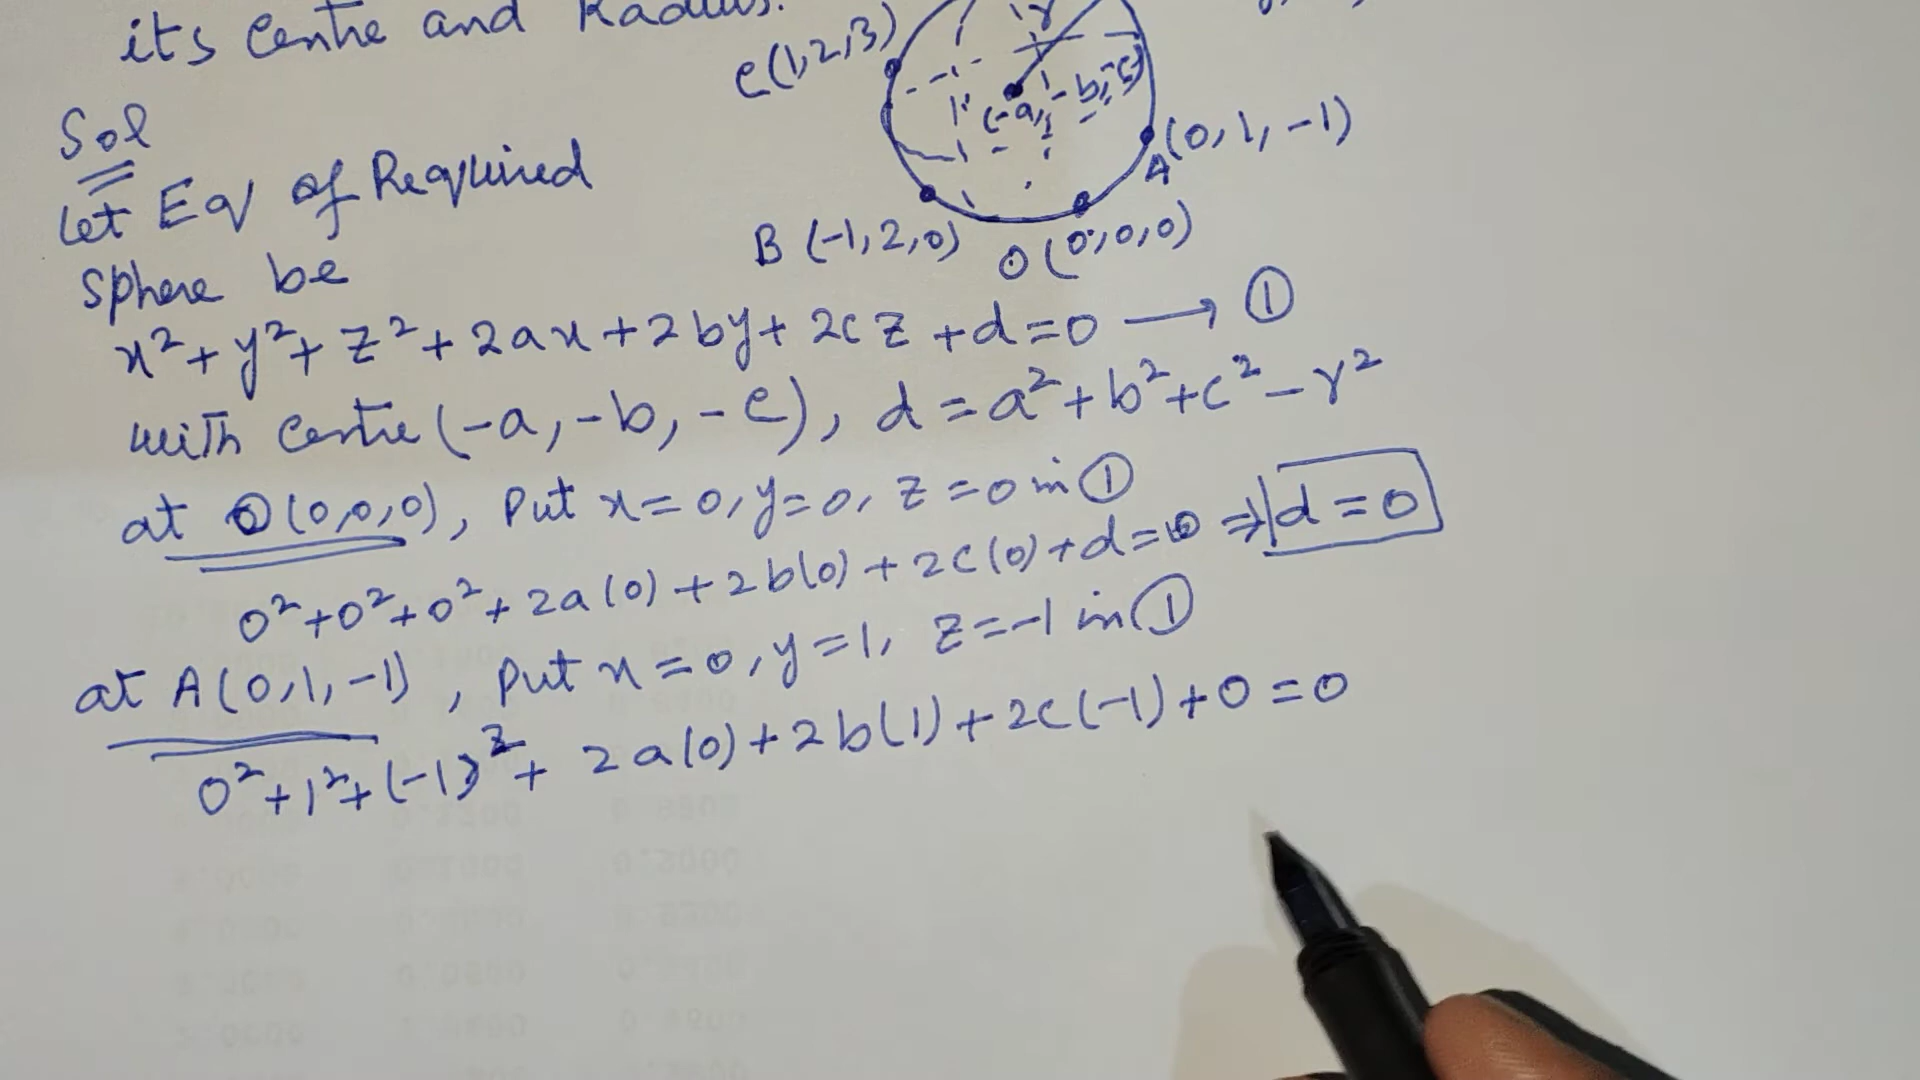 its Centre and Radius.
C(1,2,3)
r
(-a,-b,-c)
A(0,1,-1)
B (-1,2,0)
O (0,0,0)
Sol
Let Eq of Required
Sphere be
x²+y²+z²+2ax+2by+2cz+d=0 → ①
with Centre (-a,-b,-c), d=a²+b²+c²-r²
at O(0,0,0), Put x=0,y=0,z=0 in ①
0²+0²+0²+2a(0)+2b(0)+2c(0)+d=0 ⇒ d=0
at A(0,1,-1), Put x=0,y=1, z=-1 in ①
0²+1²+(-1)²+2a(0)+2b(1)+2c(-1)+0=0